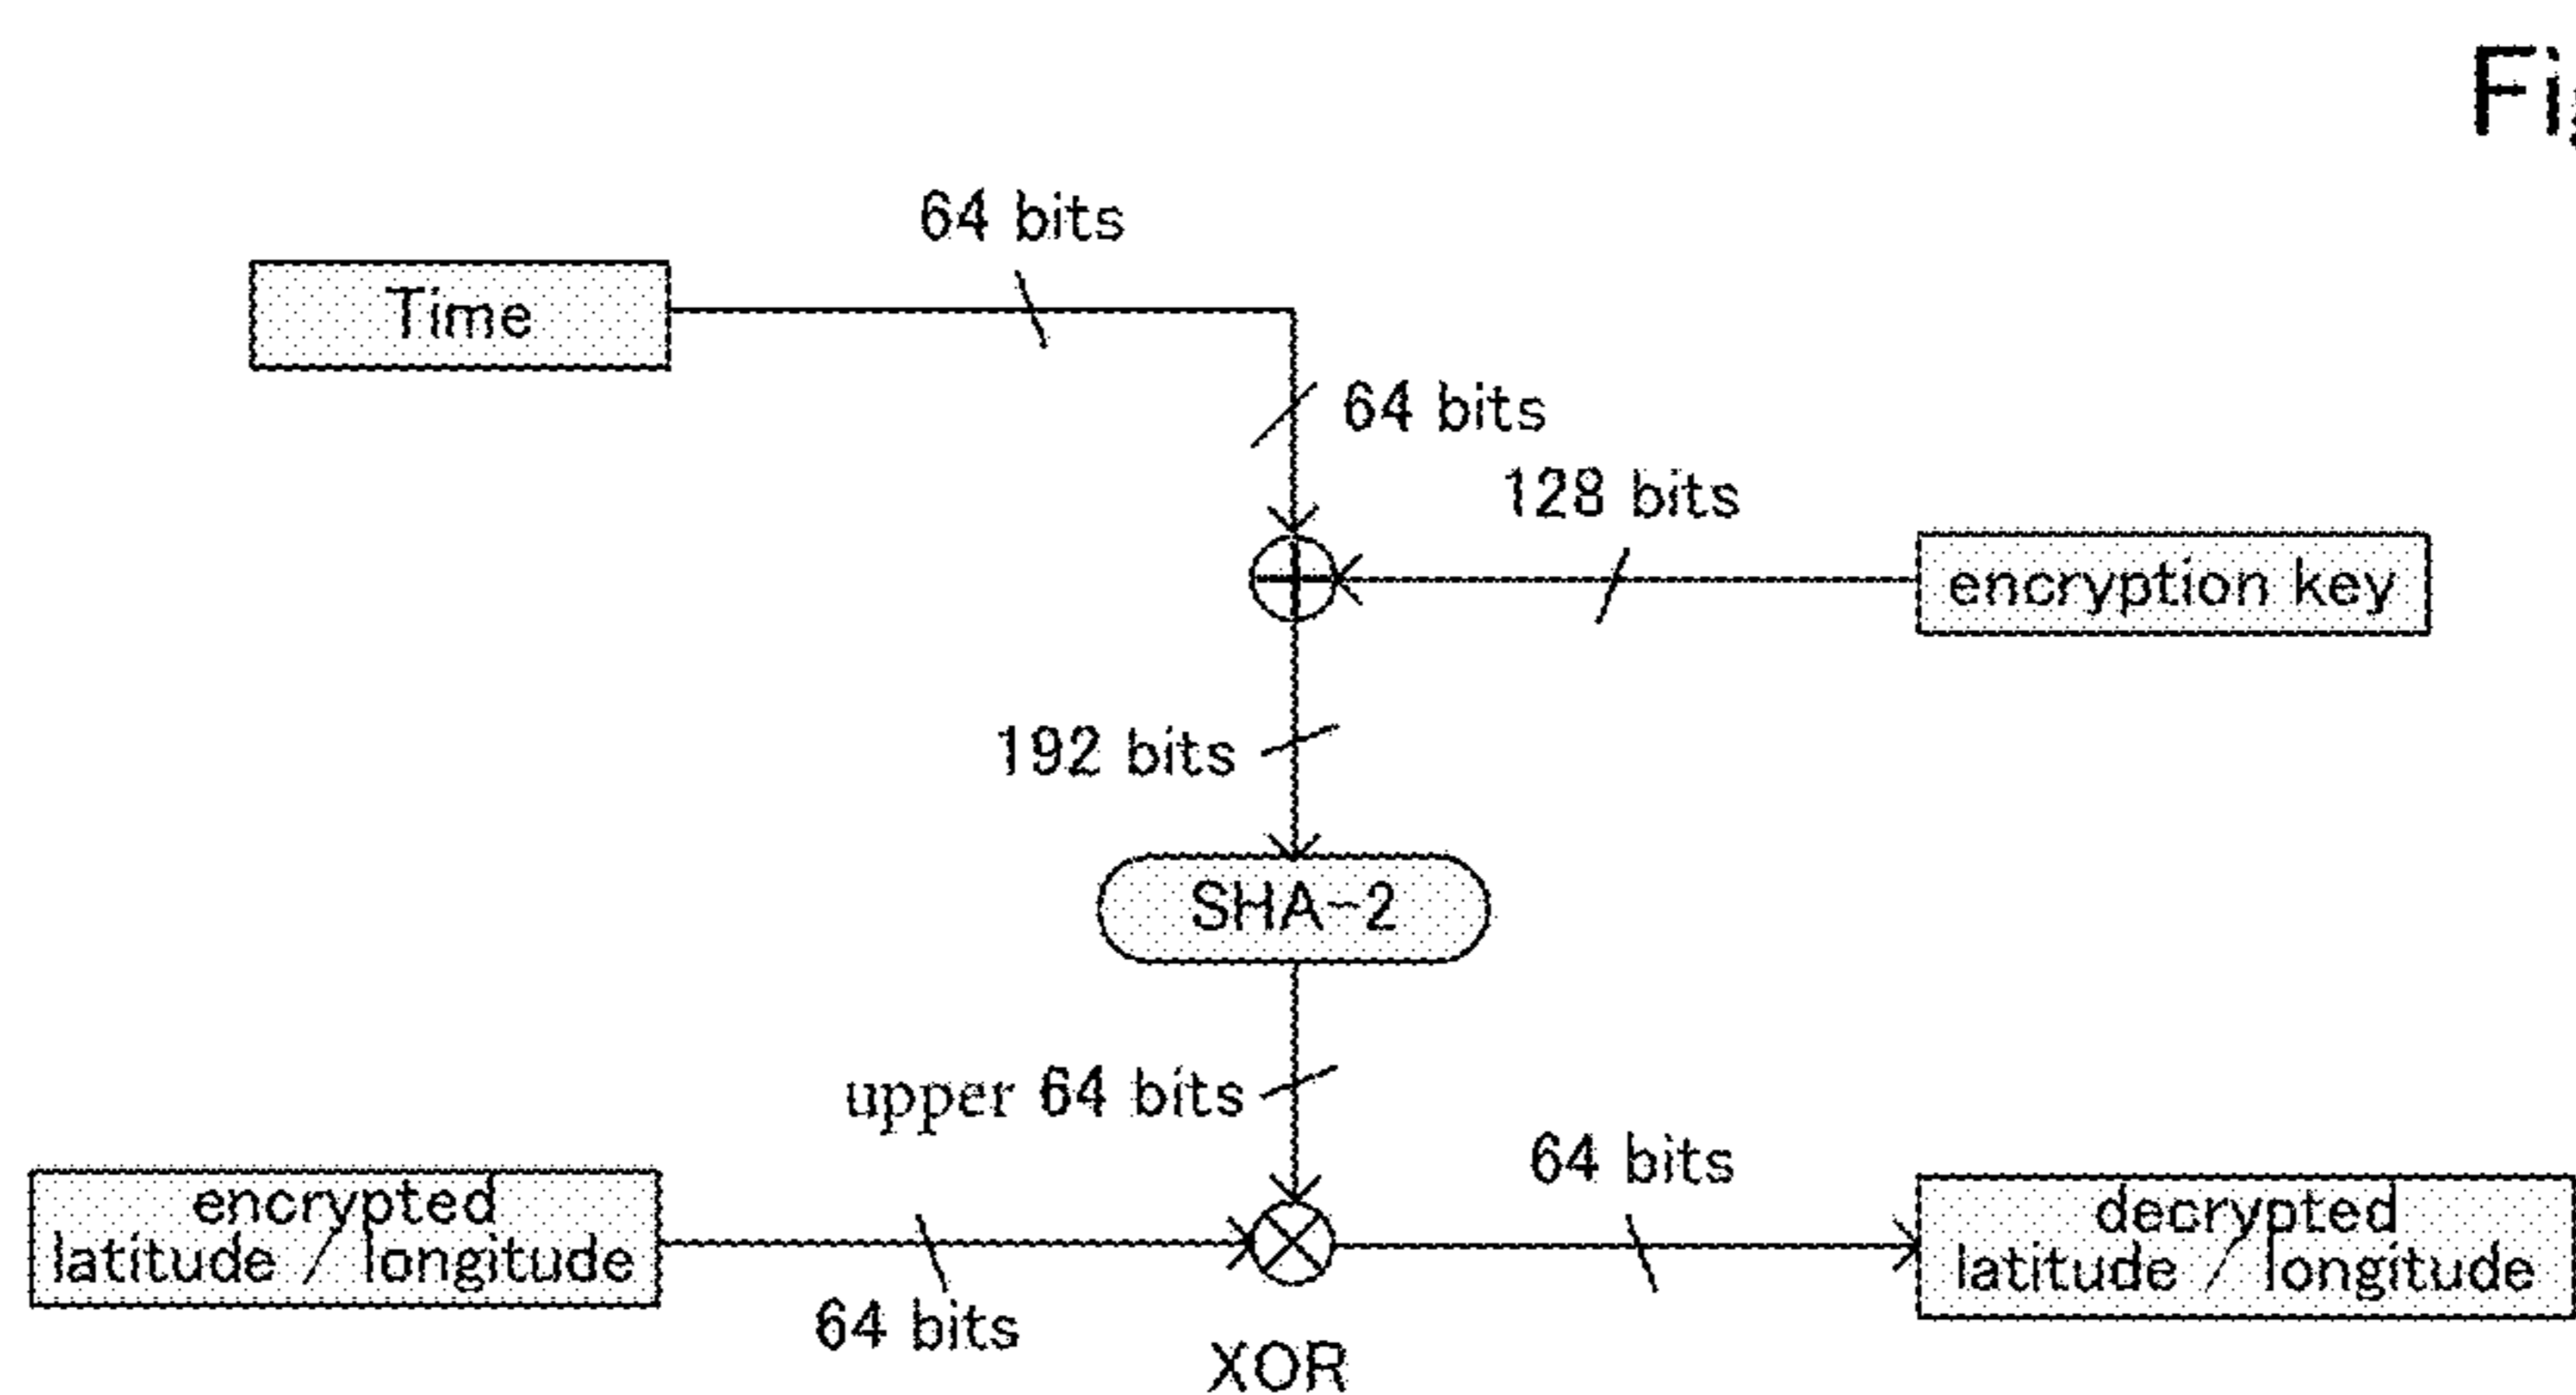 Fi
64 bits
Time
64 bits
128 bits
encryption key
192 bits
SHA-2
upper 64 bits
64 bits
encrypted
latitude / longitude
decrypted
latitude / longitude
64 bits
XOR